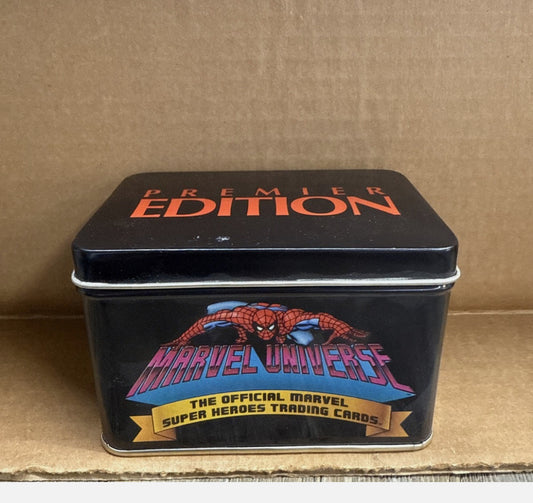 PREMIER
EDITION
MARVEL UNIVERSE
THE OFFICIAL MARVEL
SUPER HEROES TRADING CARDS.